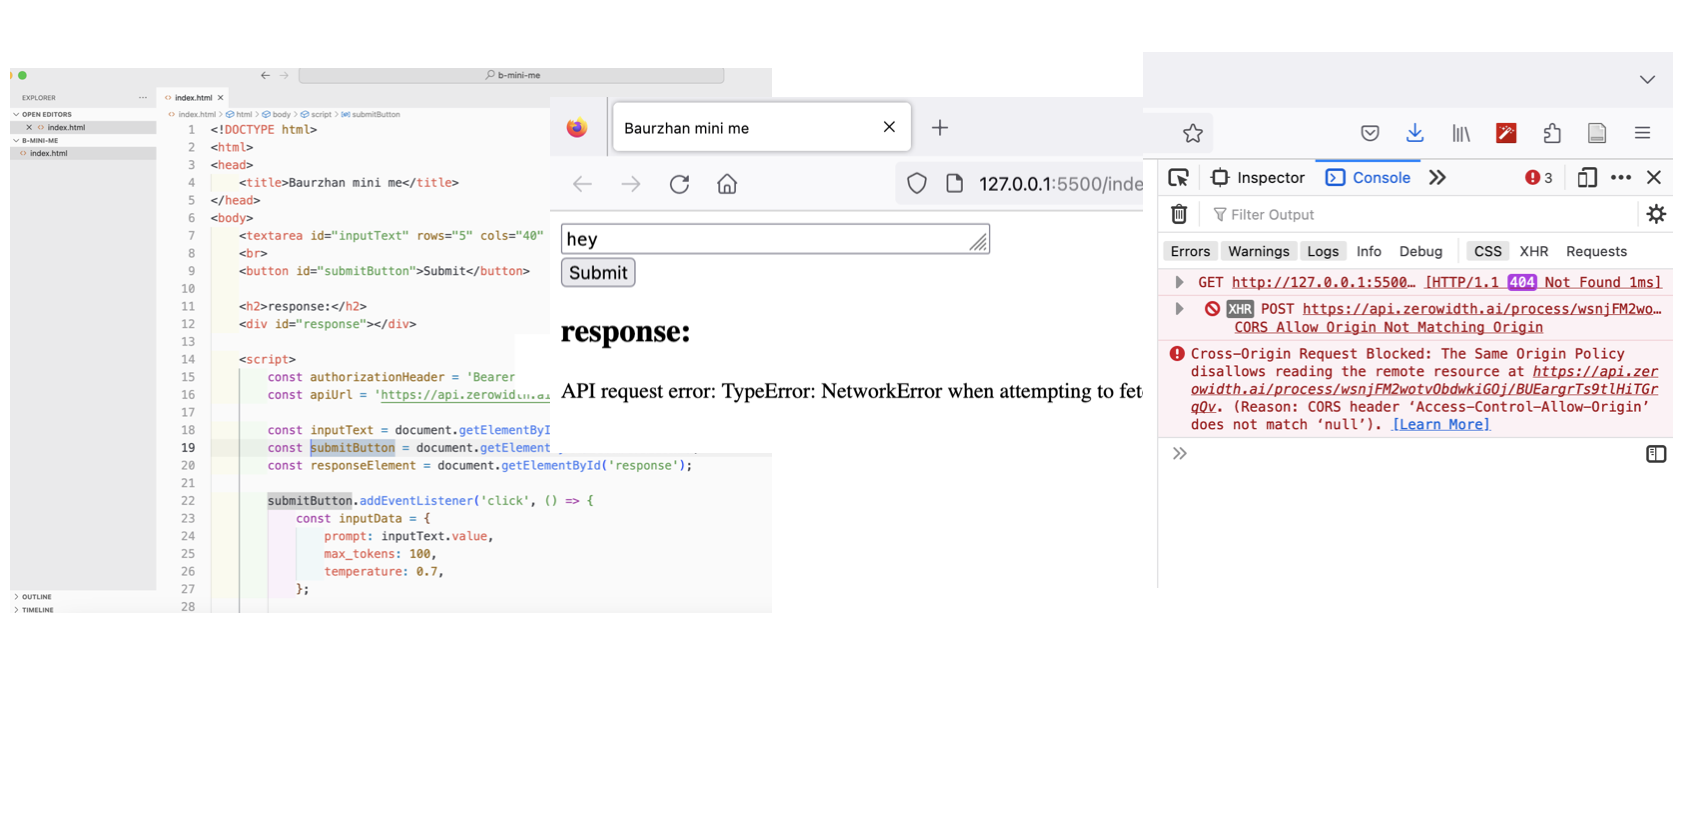 b-mini-me
EXPLORER
OPEN EDITORS
index.html
B-MINI-ME
index.html
OUTLINE
TIMELINE
index.html
index.html > html > body > script > submitButton
1 <!DOCTYPE html>
2 <html>
3 <head>
4 <title>Baurzhan mini me</title>
5 </head>
6 <body>
7 <textarea id="inputText" rows="5" cols="40"
8 <br>
9 <button id="submitButton">Submit</button>
10
11 <h2>response:</h2>
12 <div id="response"></div>
13
14 <script>
15 const authorizationHeader = 'Bearer
16 const apiUrl = 'https://api.zerowidth.ai
17
18 const inputText = document.getElementByI
19 const submitButton = document.getElement
20 const responseElement = document.getElementById('response');
21
22 submitButton.addEventListener('click', () => {
23 const inputData = {
24 prompt: inputText.value,
25 max_tokens: 100,
26 temperature: 0.7,
27 };
28
Baurzhan mini me
127.0.0.1:5500/inde
hey
Submit
response:
API request error: TypeError: NetworkError when attempting to fet
Inspector Console 3
Filter Output
Errors Warnings Logs Info Debug CSS XHR Requests
GET http://127.0.0.1:5500… [HTTP/1.1 404 Not Found 1ms]
XHR POST https://api.zerowidth.ai/process/wsnjFM2wo…
CORS Allow Origin Not Matching Origin
Cross-Origin Request Blocked: The Same Origin Policy
disallows reading the remote resource at https://api.zer
owidth.ai/process/wsnjFM2wotvObdwkiGOj/BUEargrTs9tlHiTGr
qQv. (Reason: CORS header ‘Access-Control-Allow-Origin’
does not match ‘null’). [Learn More]